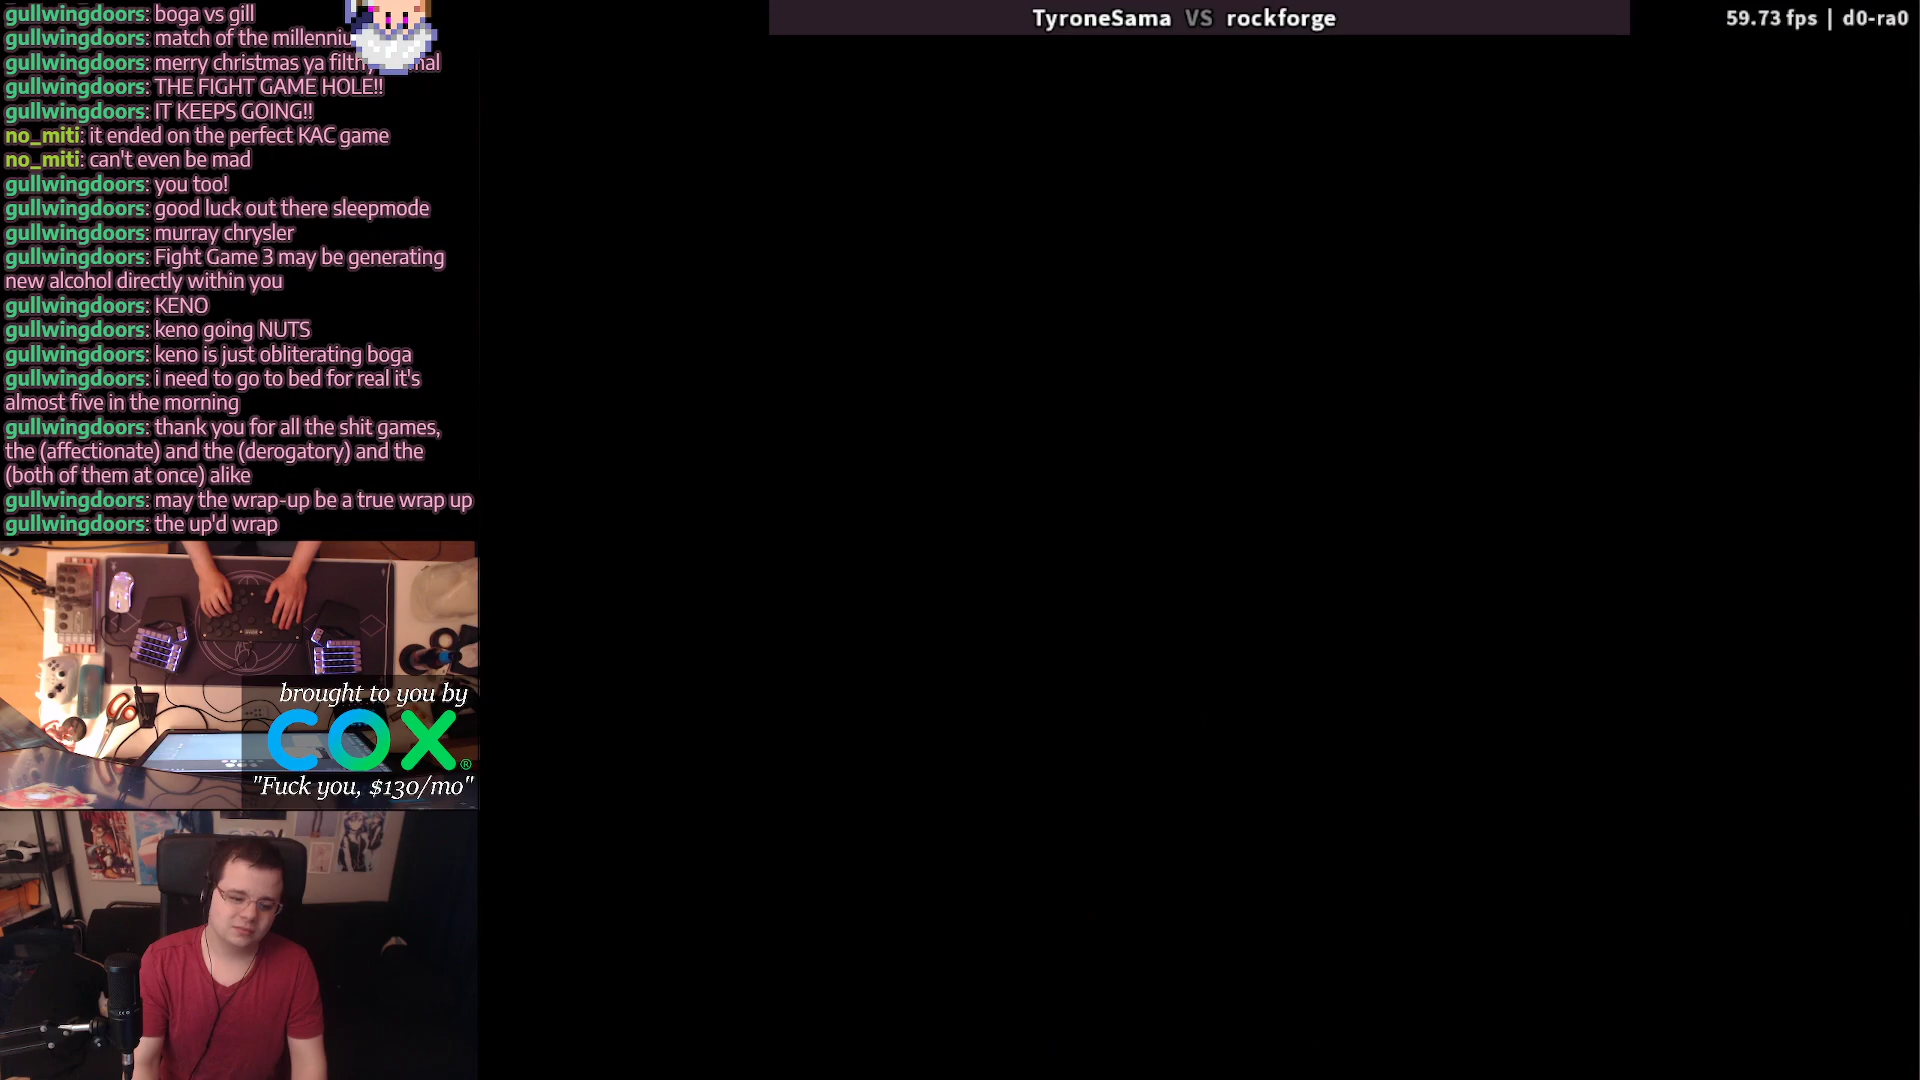 gullwingdoors: boga vs gill
gullwingdoors: match of the millenniu
gullwingdoors: merry christmas ya filthy
gullwingdoors: THE FIGHT GAME HOLE!!
gullwingdoors: IT KEEPS GOING!!
no_miti: it ended on the perfect KAC game
no_miti: can't even be mad
gullwingdoors: you too!
gullwingdoors: good luck out there sleepmode
gullwingdoors: murray chrysler
gullwingdoors: Fight Game 3 may be generating
new alcohol directly within you
gullwingdoors: KENO
gullwingdoors: keno going NUTS
gullwingdoors: keno is just obliterating boga
gullwingdoors: i need to go to bed for real it's
almost five in the morning
gullwingdoors: thank you for all the shit games,
the (affectionate) and the (derogatory) and the
(both of them at once) alike
gullwingdoors: may the wrap-up be a true wrap up
gullwingdoors: the up'd wrap
TyroneSama VS rockforge
59.73 fps | d0-ra0
brought to you by
COX®
"Fuck you, $130/mo"